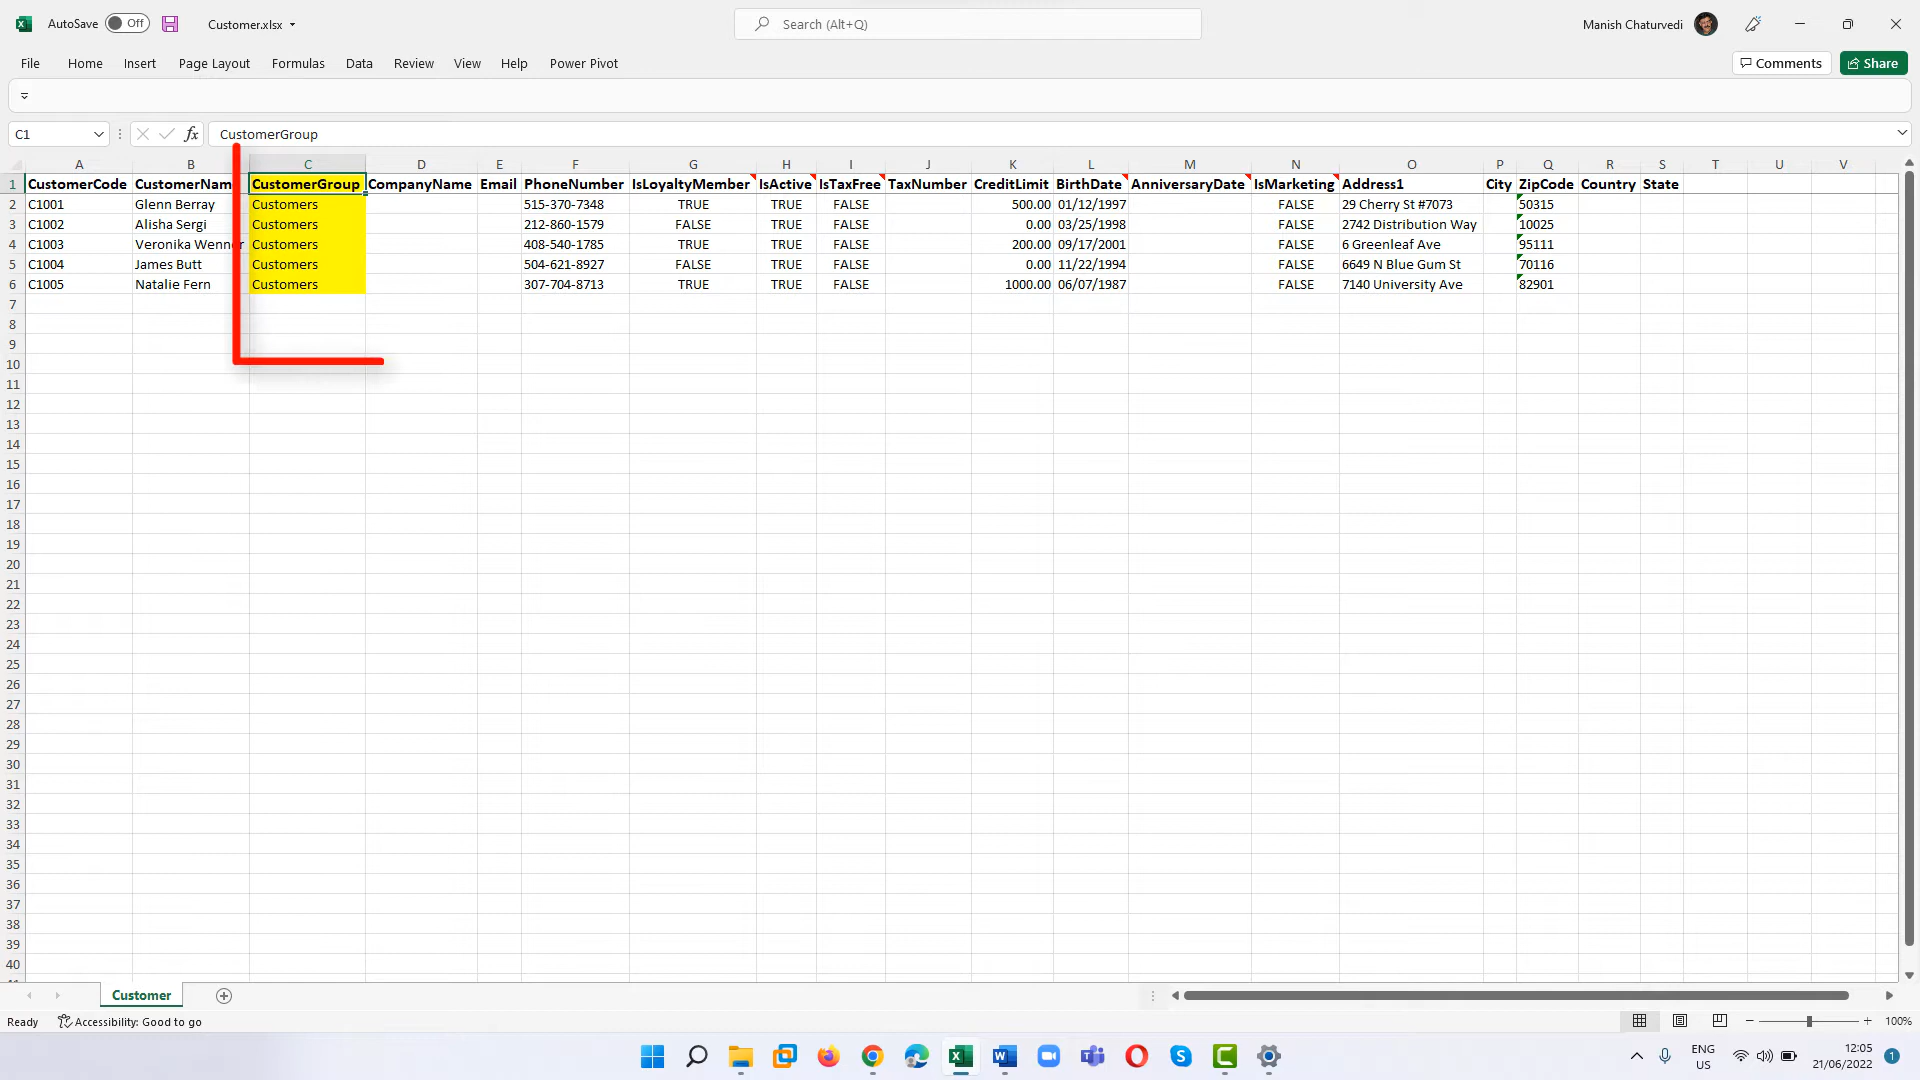 AutoSave Off Customer.xlsx Search (Alt+Q) Manish Chaturvedi
File Home Insert Page Layout Formulas Data Review View Help Power Pivot Comments Share
C1 fx CustomerGroup
A B C D E F G H I J K L M N O P Q R S T U V
1 CustomerCode CustomerNam CustomerGroup CompanyName Email PhoneNumber IsLoyaltyMember IsActive IsTaxFree TaxNumber CreditLimit BirthDate AnniversaryDate IsMarketing Address1 City ZipCode Country State
2 C1001 Glenn Berray Customers 515-370-7348 TRUE TRUE FALSE 500.00 01/12/1997 FALSE 29 Cherry St #7073 50315
3 C1002 Alisha Sergi Customers 212-860-1579 FALSE TRUE FALSE 0.00 03/25/1998 FALSE 2742 Distribution Way 10025
4 C1003 Veronika Wenner Customers 408-540-1785 TRUE TRUE FALSE 200.00 09/17/2001 FALSE 6 Greenleaf Ave 95111
5 C1004 James Butt Customers 504-621-8927 FALSE TRUE FALSE 0.00 11/22/1994 FALSE 6649 N Blue Gum St 70116
6 C1005 Natalie Fern Customers 307-704-8713 TRUE TRUE FALSE 1000.00 06/07/1987 FALSE 7140 University Ave 82901
7
8
9
10
11
12
13
14
15
16
17
18
19
20
21
22
23
24
25
26
27
28
29
30
31
32
33
34
35
36
37
38
39
40
Customer
Ready Accessibility: Good to go 100%
ENG 12:05
US 21/06/2022 1